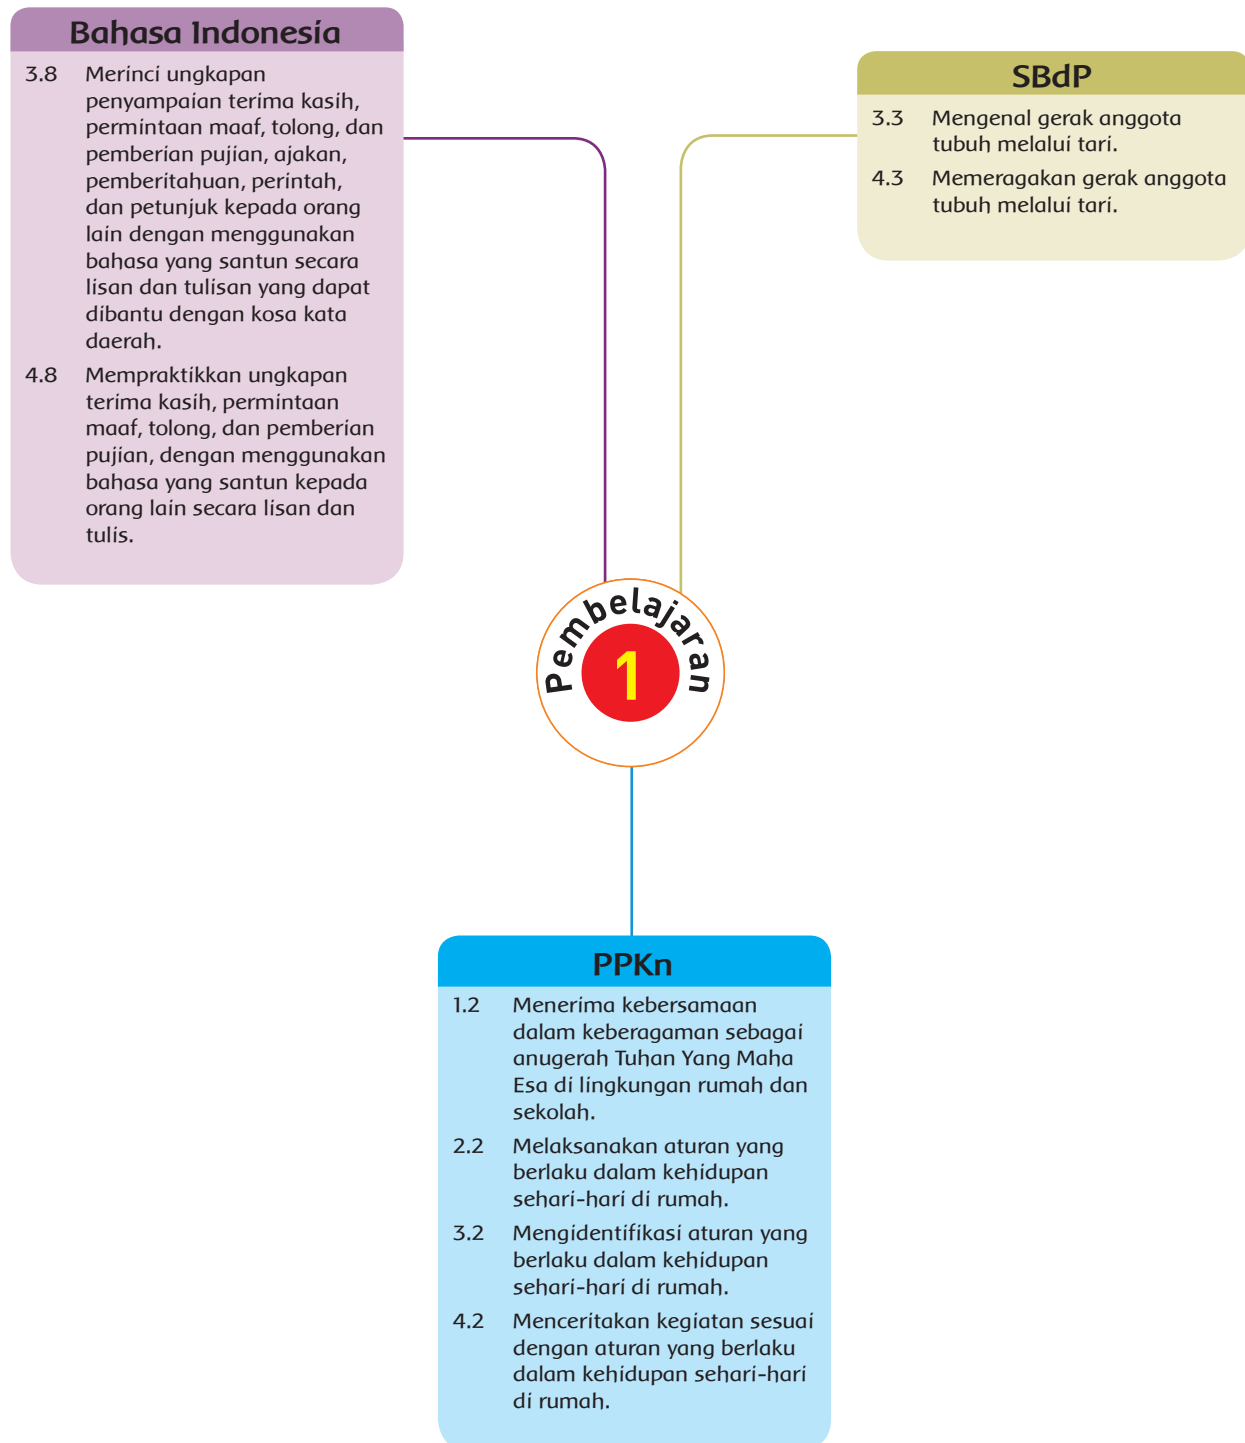 Bahasa Indonesia
3.8 Merinci ungkapan
penyampaian terima kasih,
permintaan maaf, tolong, dan
pemberian pujian, ajakan,
pemberitahuan, perintah,
dan petunjuk kepada orang
lain dengan menggunakan
bahasa yang santun secara
lisan dan tulisan yang dapat
dibantu dengan kosa kata
daerah.
4.8 Mempraktikkan ungkapan
terima kasih, permintaan
maaf, tolong, dan pemberian
pujian, dengan menggunakan
bahasa yang santun kepada
orang lain secara lisan dan
tulis.
SBdP
3.3 Mengenal gerak anggota
tubuh melalui tari.
4.3 Memeragakan gerak anggota
tubuh melalui tari.
Pembelajaran
1
PPKn
1.2 Menerima kebersamaan
dalam keberagaman sebagai
anugerah Tuhan Yang Maha
Esa di lingkungan rumah dan
sekolah.
2.2 Melaksanakan aturan yang
berlaku dalam kehidupan
sehari-hari di rumah.
3.2 Mengidentifikasi aturan yang
berlaku dalam kehidupan
sehari-hari di rumah.
4.2 Menceritakan kegiatan sesuai
dengan aturan yang berlaku
dalam kehidupan sehari-hari
di rumah.